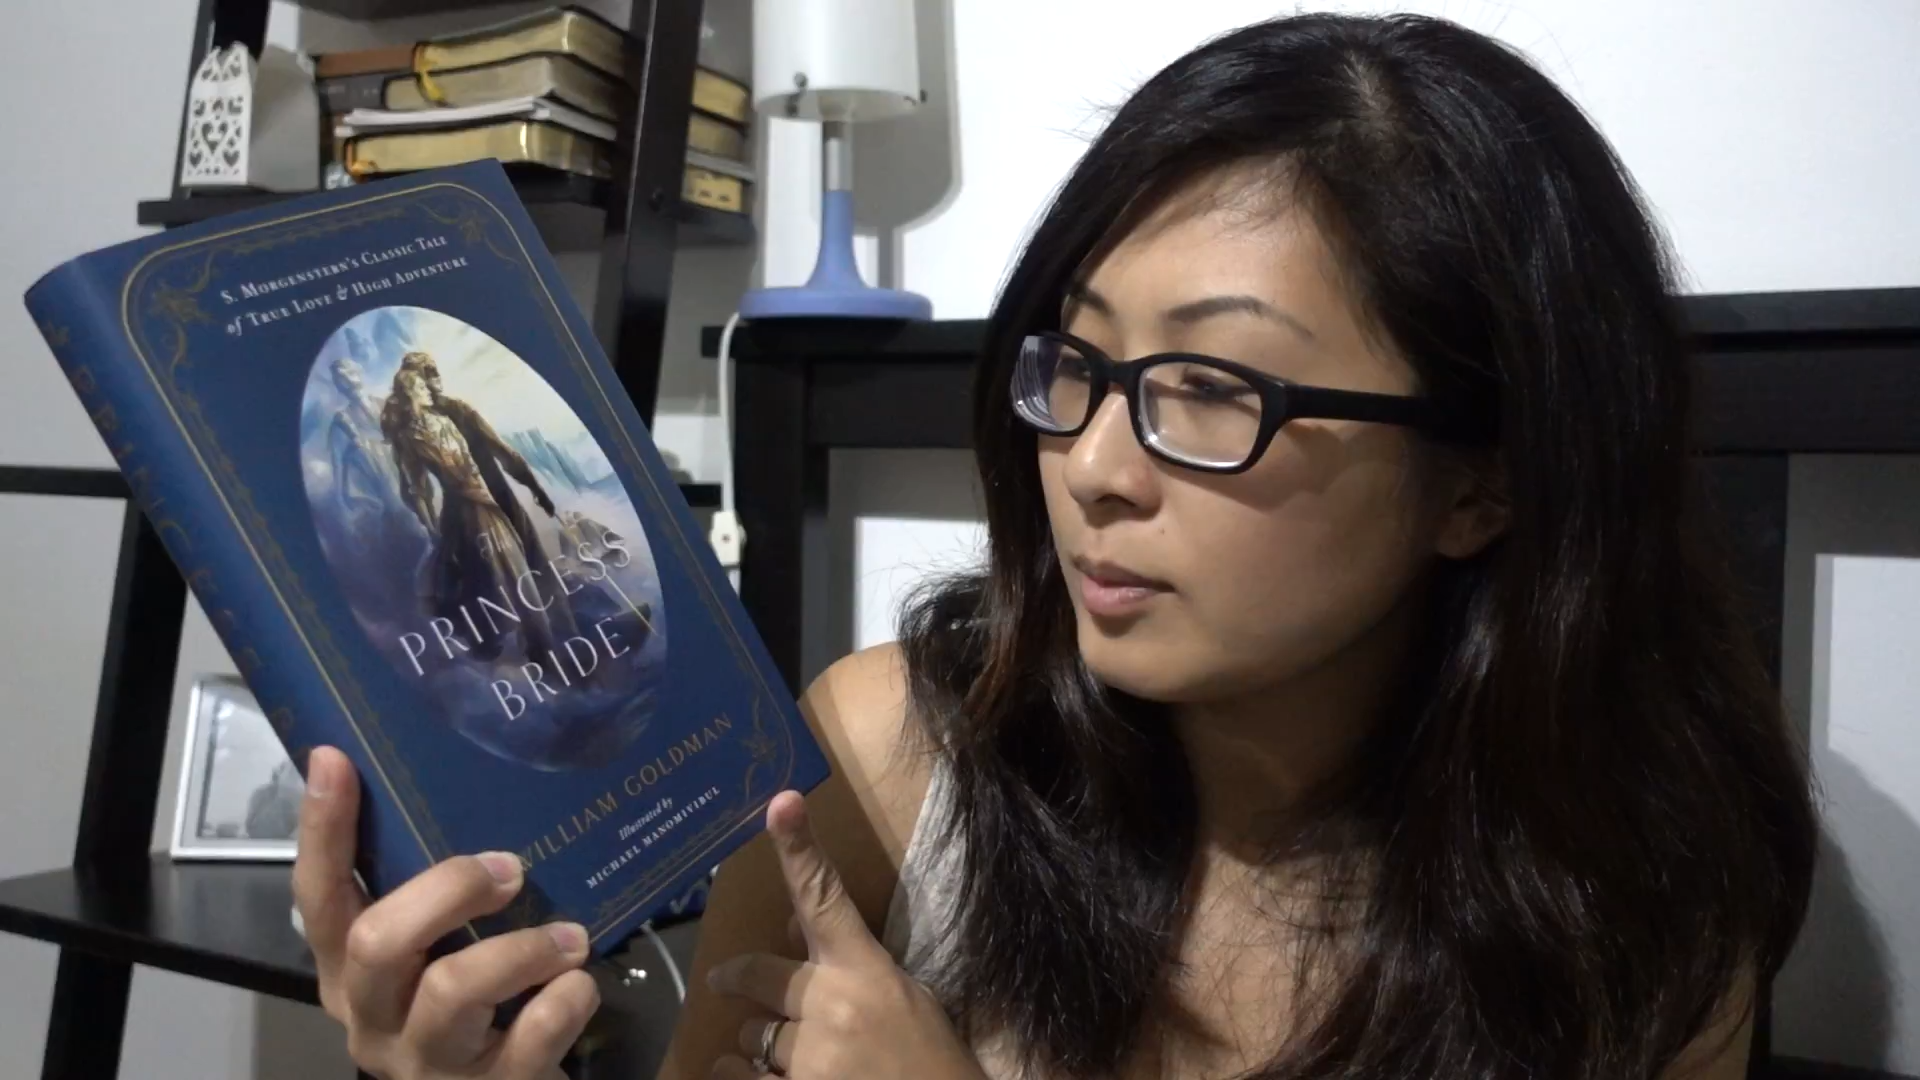 S. MORGENSTERN'S CLASSIC TALE
of TRUE LOVE & HIGH ADVENTURE
The
PRINCESS
BRIDE
WILLIAM GOLDMAN
Illustrated by
MICHAEL MANOMIVIBUL